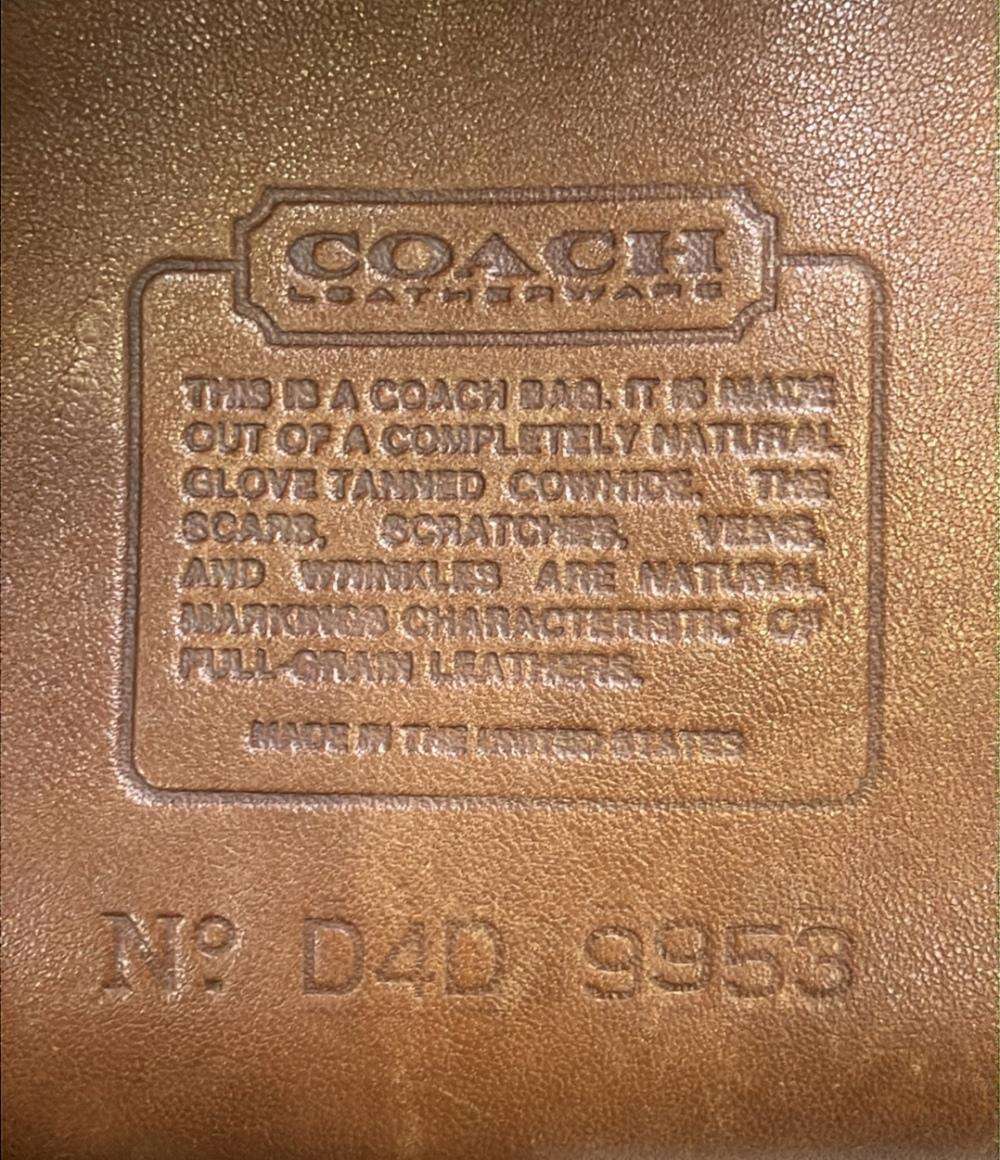 COACH
LEATHERWARE
THIS IS A COACH BAG. IT IS MADE
OUT OF A COMPLETELY NATURAL
GLOVE TANNED COWHIDE. THE
SCARS, SCRATCHES, VEINS,
AND WRINKLES ARE NATURAL
MARKINGS CHARACTERISTIC OF
FULL-GRAIN LEATHERS.
MADE IN THE UNITED STATES
Nº D4D 9953